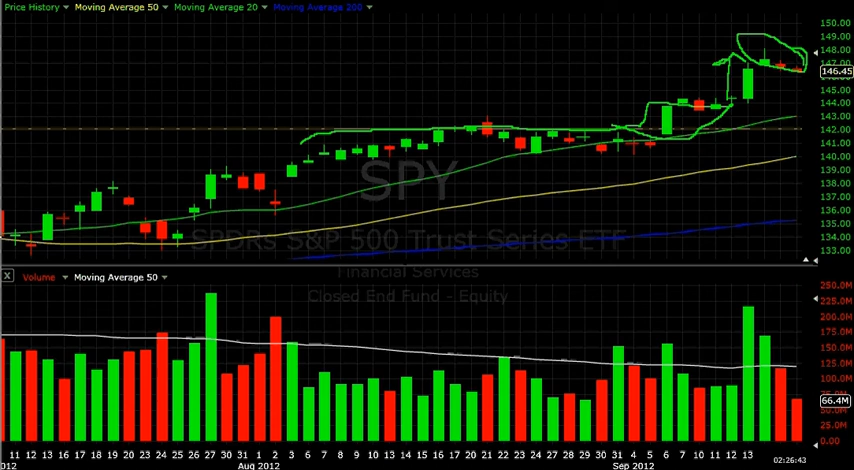 Price History Moving Average 50 Moving Average 20 Moving Average 200
150.00
149.00
148.00
147.00
146.45
145.00
144.00
143.00
142.00
141.00
140.00
139.00
138.00
137.00
136.00
135.00
134.00
133.00
SPY
SPDRs S&P 500 Trust Series ETF
Financial Services
Closed End Fund - Equity
X Volume Moving Average 50
250.0M
225.0M
200.0M
175.0M
150.0M
125.0M
100.0M
66.4M
50.0M
25.0M
0.00
11 12 13 16 17 18 19 20 23 24 25 26 27 30 31 1 2 3 6 7 8 9 10 13 14 15 16 17 20 21 22 23 24 27 28 29 30 31 4 5 6 7 10 11 12 13
012 Aug 2012 Sep 2012 02:26:43